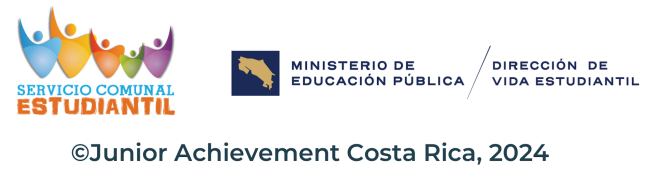 SERVICIO COMUNAL
ESTUDIANTIL
MINISTERIO DE
EDUCACIÓN PÚBLICA
DIRECCIÓN DE
VIDA ESTUDIANTIL
©Junior Achievement Costa Rica, 2024